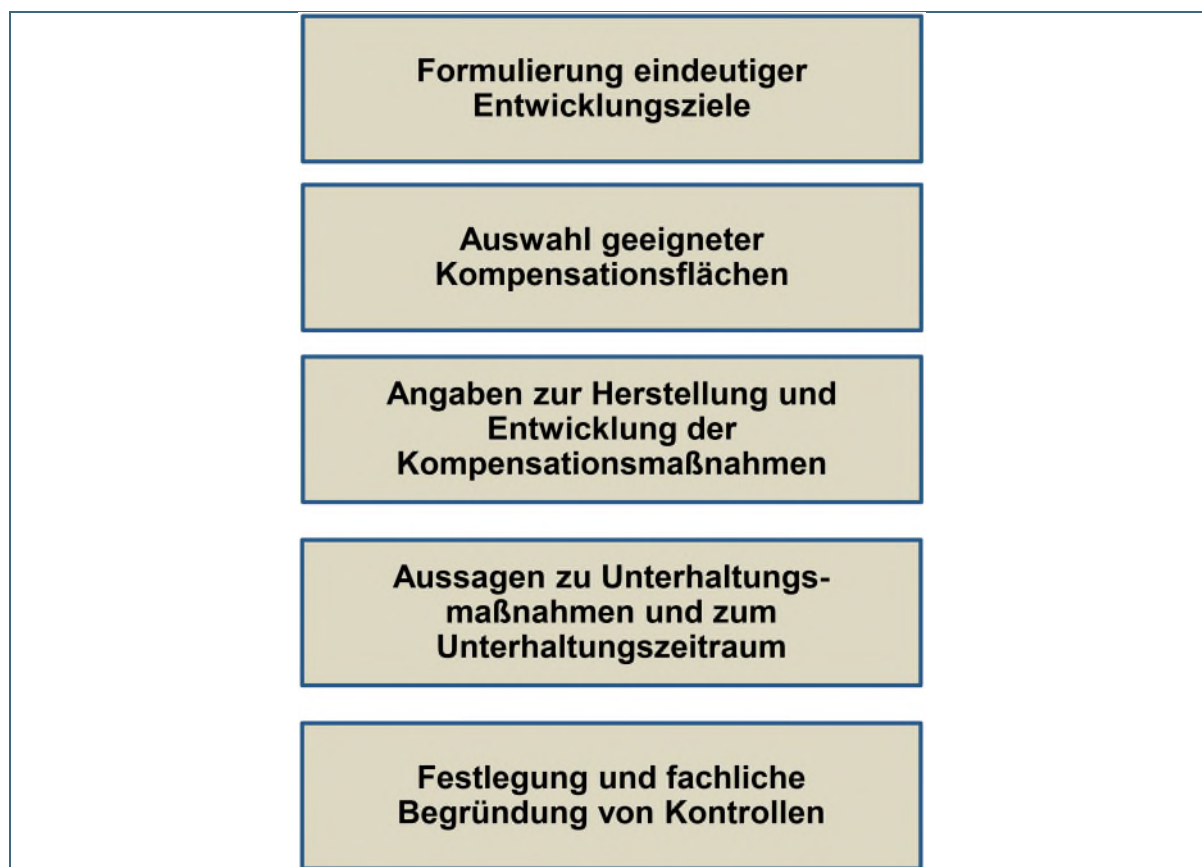 Formulierung eindeutiger
Entwicklungsziele
Auswahl geeigneter
Kompensationsflächen
Angaben zur Herstellung und
Entwicklung der
Kompensationsmaßnahmen
Aussagen zu Unterhaltungs-
maßnahmen und zum
Unterhaltungszeitraum
Festlegung und fachliche
Begründung von Kontrollen